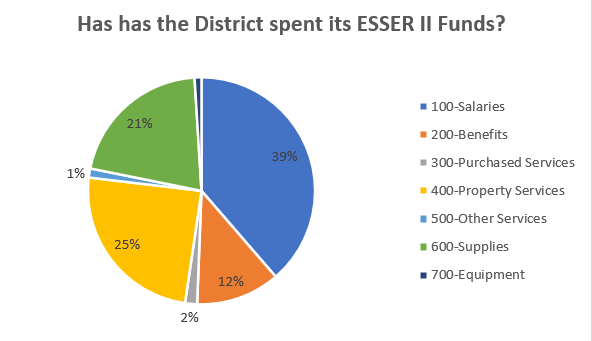 Has has the District spent its ESSER II Funds?
21%
39%
1%
25%
12%
2%
100-Salaries
200-Benefits
300-Purchased Services
400-Property Services
500-Other Services
600-Supplies
700-Equipment